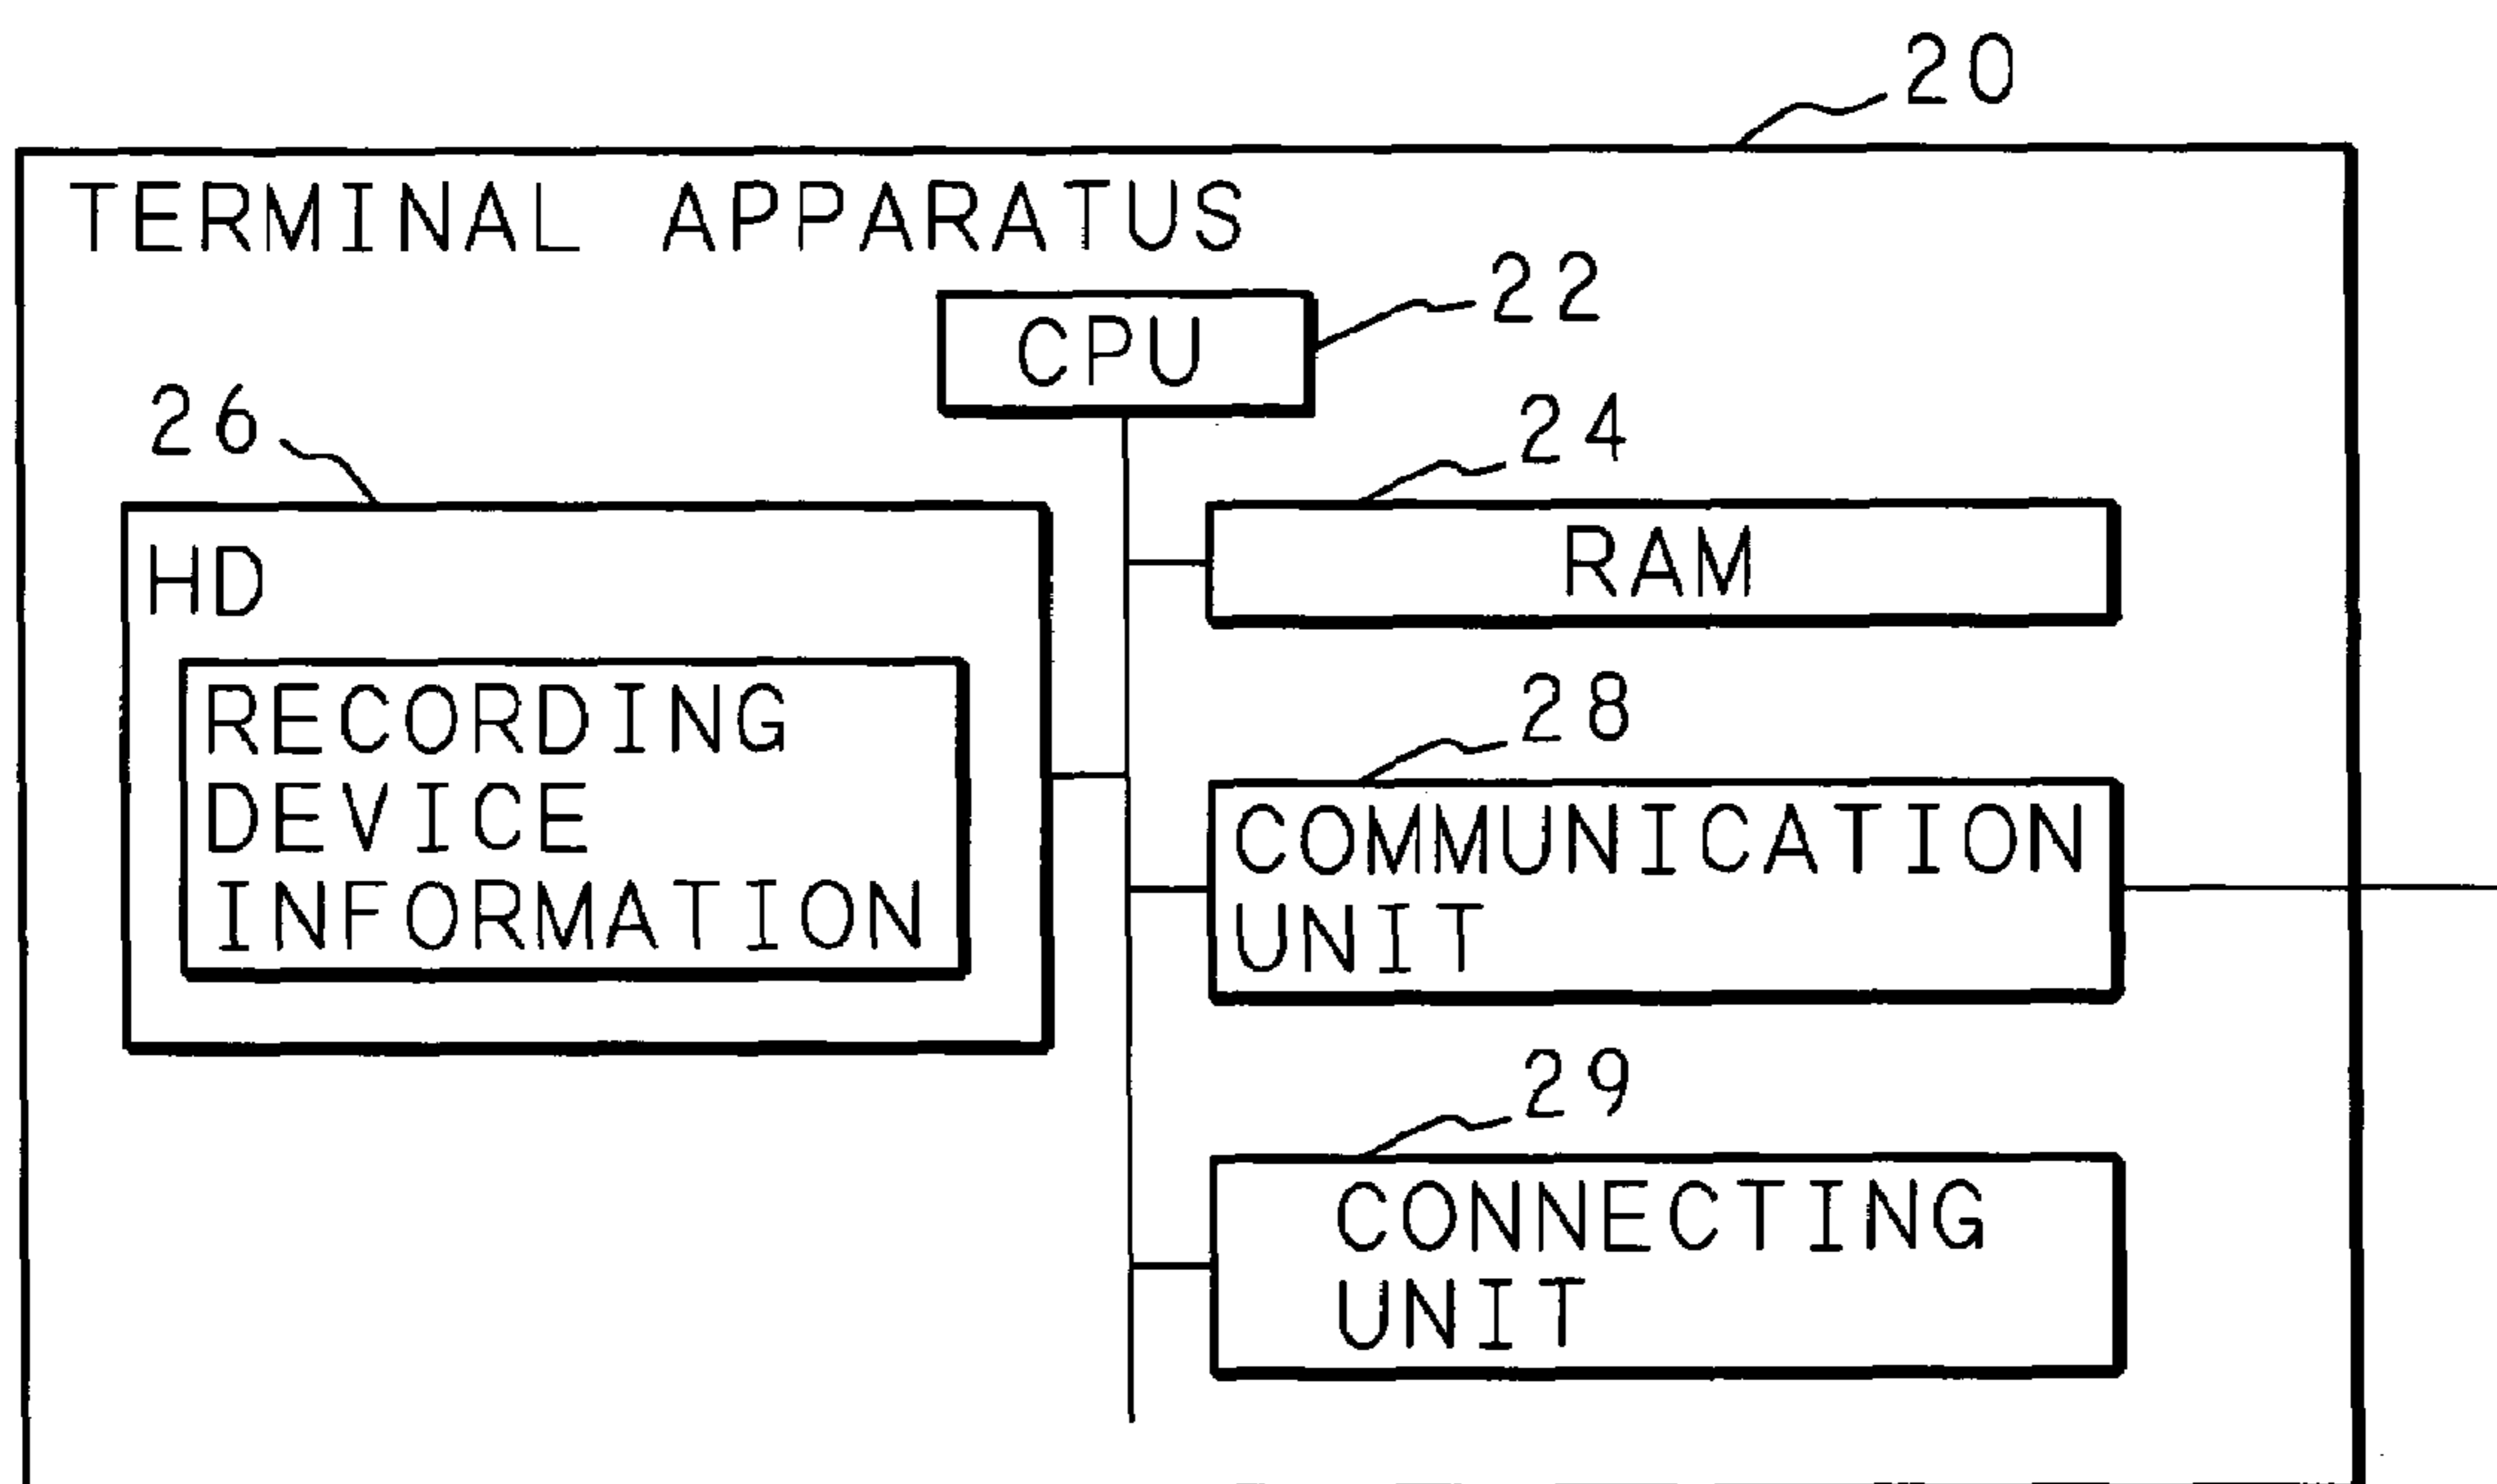 20
TERMINAL APPARATUS
22
CPU
26
24
HD
RAM
RECORDING
DEVICE
INFORMATION
28
COMMUNICATION
UNIT
29
CONNECTING
UNIT